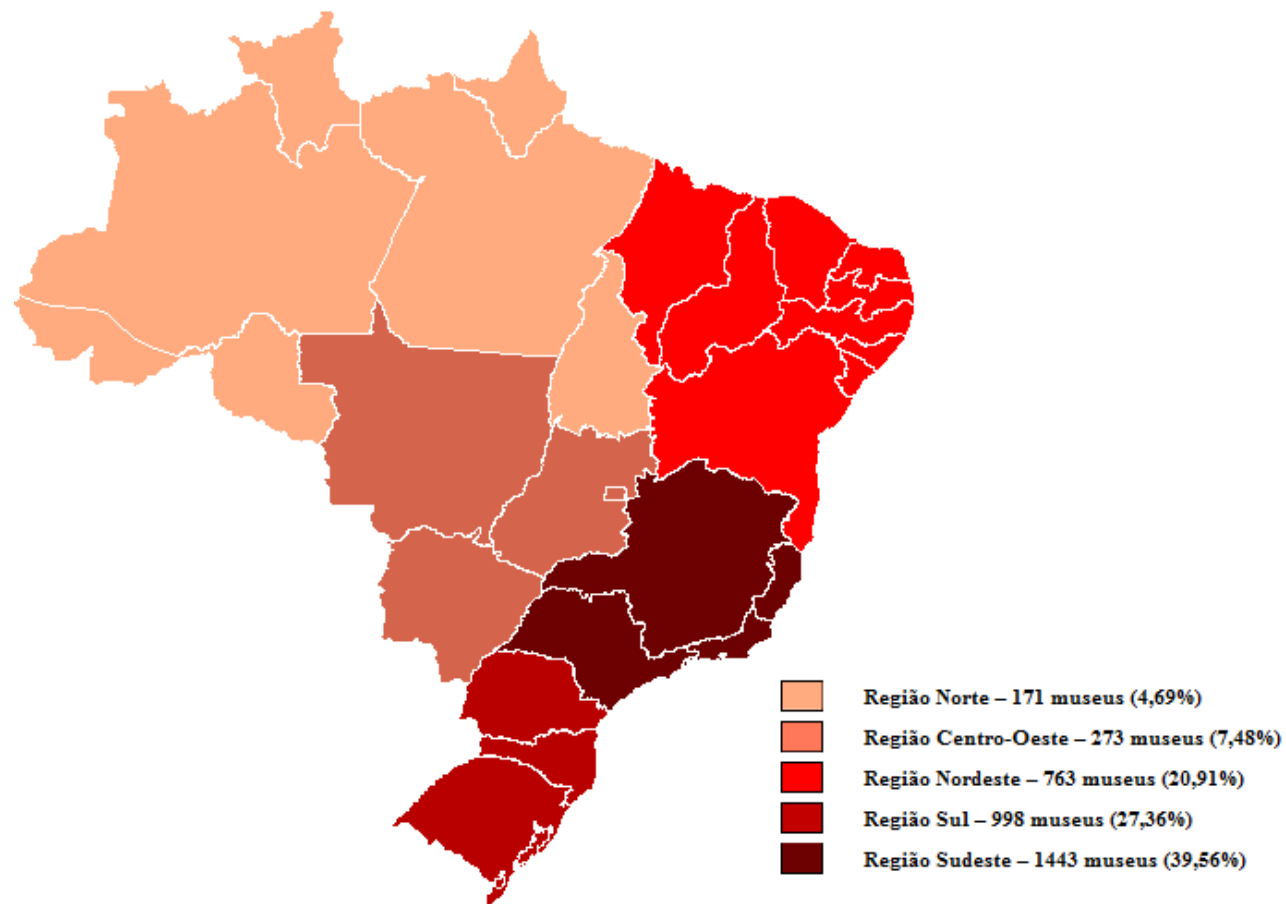 Região Norte – 171 museus (4,69%)
Região Centro-Oeste – 273 museus (7,48%)
Região Nordeste – 763 museus (20,91%)
Região Sul – 998 museus (27,36%)
Região Sudeste – 1443 museus (39,56%)